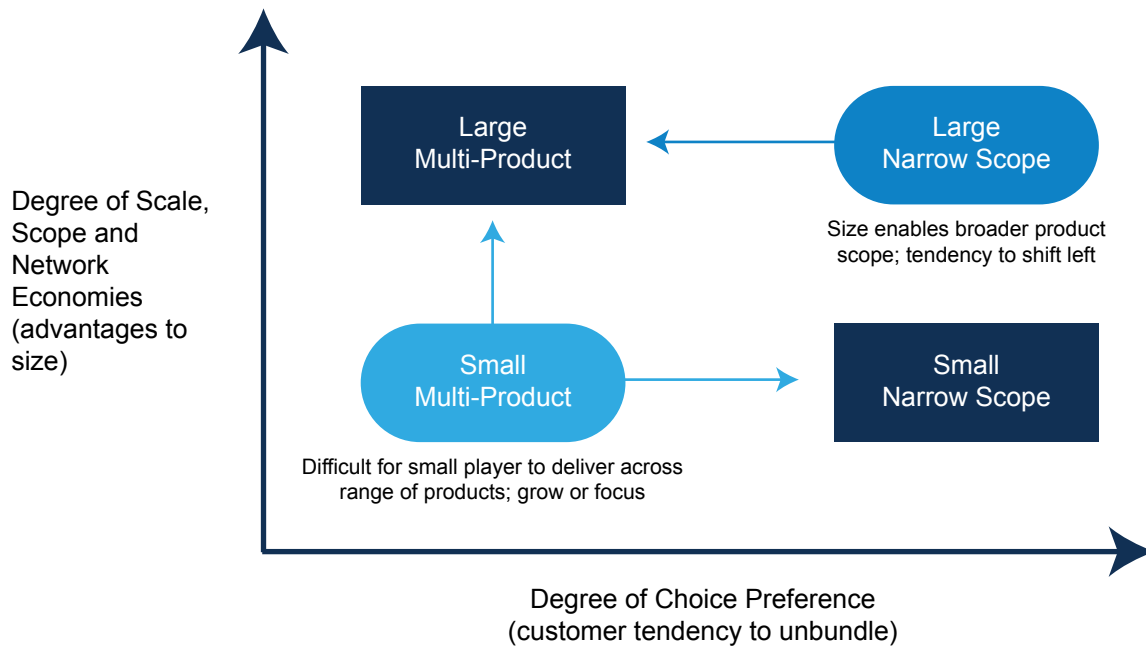 Degree of Scale,
Scope and
Network
Economies
(advantages to
size)
Large
Multi-Product
Large
Narrow Scope
Size enables broader product
scope; tendency to shift left
Small
Multi-Product
Small
Narrow Scope
Difficult for small player to deliver across
range of products; grow or focus
Degree of Choice Preference
(customer tendency to unbundle)